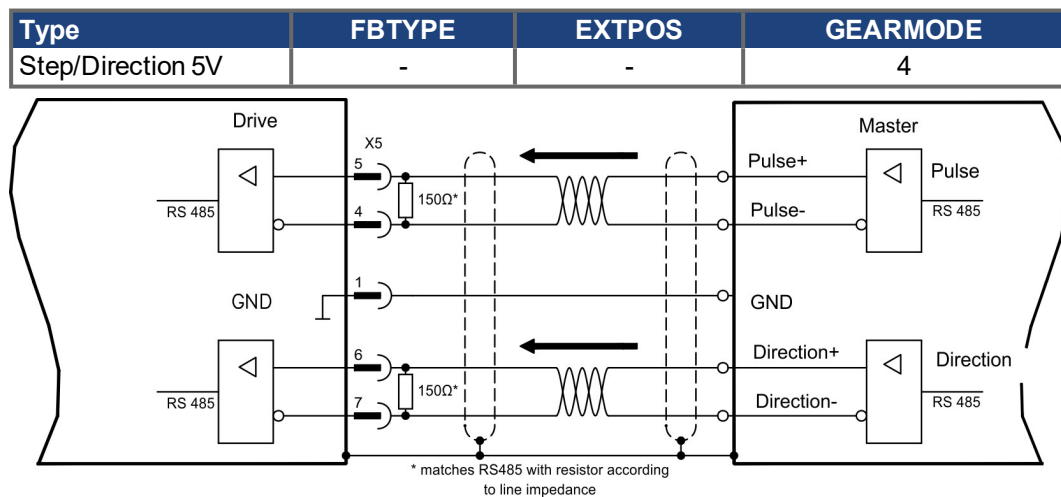 Type FBTYPE EXTPOS GEARMODE
Step/Direction 5V - - 4
Drive
X5
Master
5
Pulse+
Pulse
RS 485
150Ω*
RS 485
4
Pulse-
GND
1
GND
6
Direction+
Direction
RS 485
150Ω*
RS 485
7
Direction-
* matches RS485 with resistor according
to line impedance